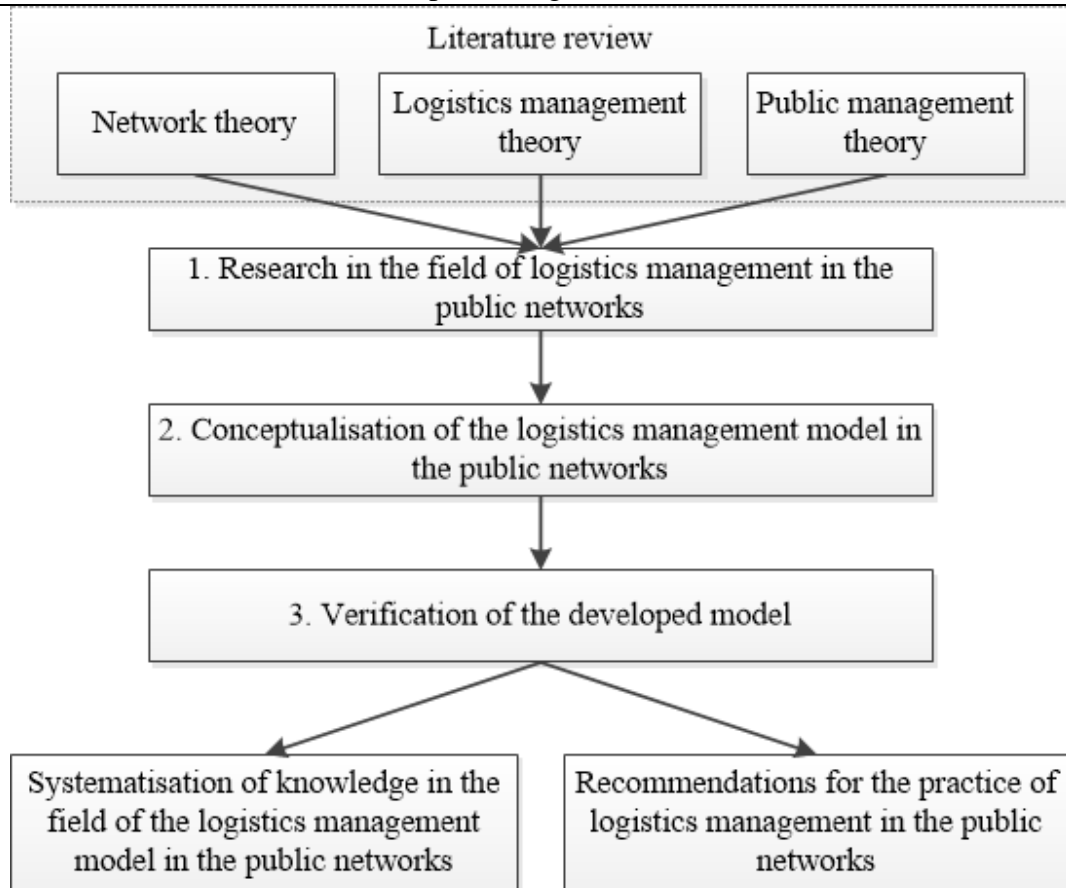 Literature review
Network theory
Logistics management
theory
Public management
theory
1. Research in the field of logistics management in the
public networks
2. Conceptualisation of the logistics management model in
the public networks
3. Verification of the developed model
Systematisation of knowledge in the
field of the logistics management
model in the public networks
Recommendations for the practice of
logistics management in the public
networks